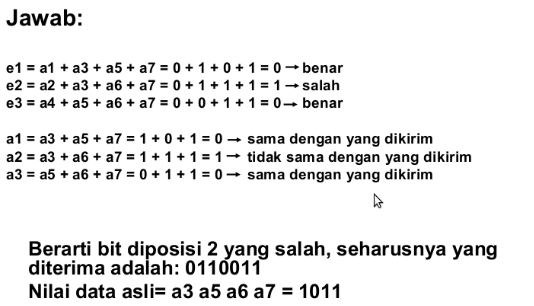 Jawab:
e1 = a1 + a3 + a5 + a7 = 0 + 1 + 0 + 1 = 0 → benar
e2 = a2 + a3 + a6 + a7 = 0 + 1 + 1 + 1 = 1 → salah
e3 = a4 + a5 + a6 + a7 = 0 + 0 + 1 + 1 = 0 → benar
a1 = a3 + a5 + a7 = 1 + 0 + 1 = 0 → sama dengan yang dikirim
a2 = a3 + a6 + a7 = 1 + 1 + 1 = 1 → tidak sama dengan yang dikirim
a3 = a5 + a6 + a7 = 0 + 1 + 1 = 0 → sama dengan yang dikirim
Berarti bit diposisi 2 yang salah, seharusnya yang
diterima adalah: 0110011
Nilai data asli= a3 a5 a6 a7 = 1011